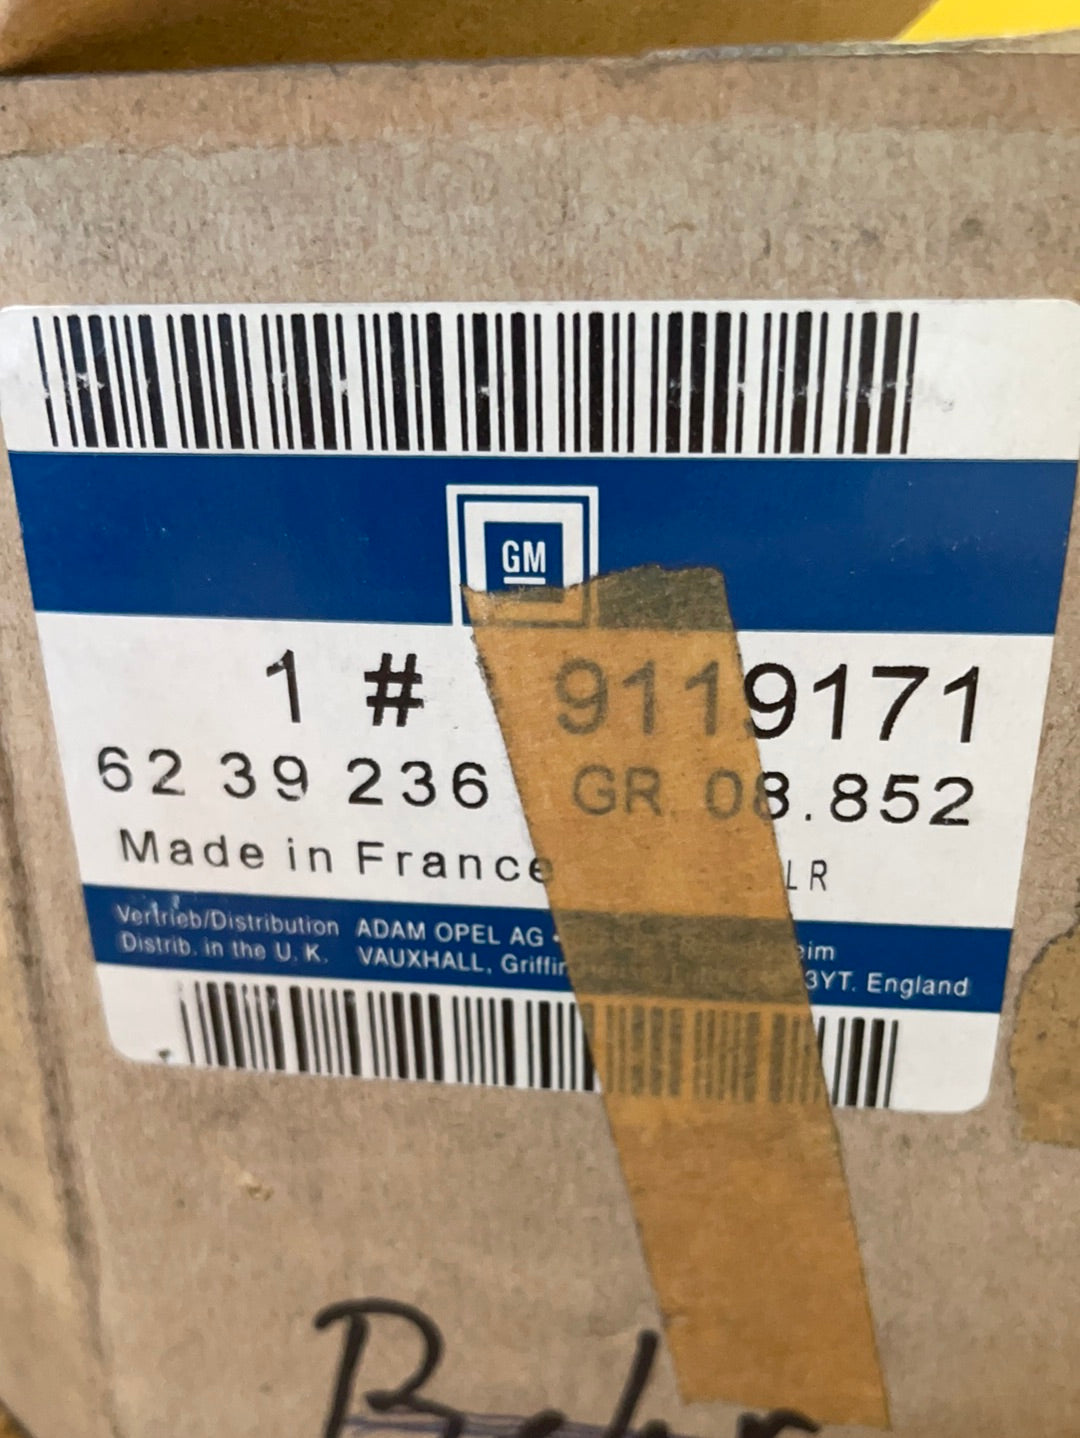 GM
1 # 9119171
62 39 236 GR. 08.852
Made in France LR
Vertrieb/Distribution ADAM OPEL AG •
Distrib. in the U. K. VAUXHALL, England
Behr